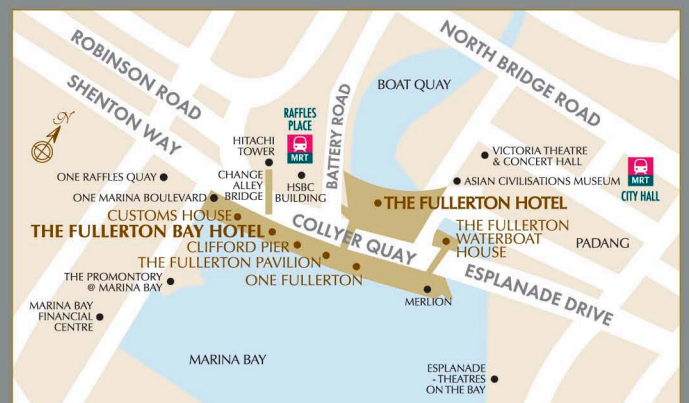 ROBINSON ROAD
SHENTON WAY
N
NORTH BRIDGE ROAD
BOAT QUAY
BATTERY ROAD
RAFFLES
PLACE
MRT
HITACHI
TOWER
CHANGE
ALLEY
BRIDGE
HSBC
BUILDING
VICTORIA THEATRE
& CONCERT HALL
ASIAN CIVILISATIONS MUSEUM
MRT
CITY HALL
ONE RAFFLES QUAY
ONE MARINA BOULEVARD
CUSTOMS HOUSE
THE FULLERTON BAY HOTEL
CLIFFORD PIER
THE FULLERTON PAVILION
ONE FULLERTON
COLLYER QUAY
THE FULLERTON HOTEL
THE FULLERTON
WATERBOAT
HOUSE
PADANG
ESPLANADE DRIVE
THE PROMONTORY
@ MARINA BAY
MARINA BAY
FINANCIAL
CENTRE
MERLION
MARINA BAY
ESPLANADE
- THEATRES
ON THE BAY